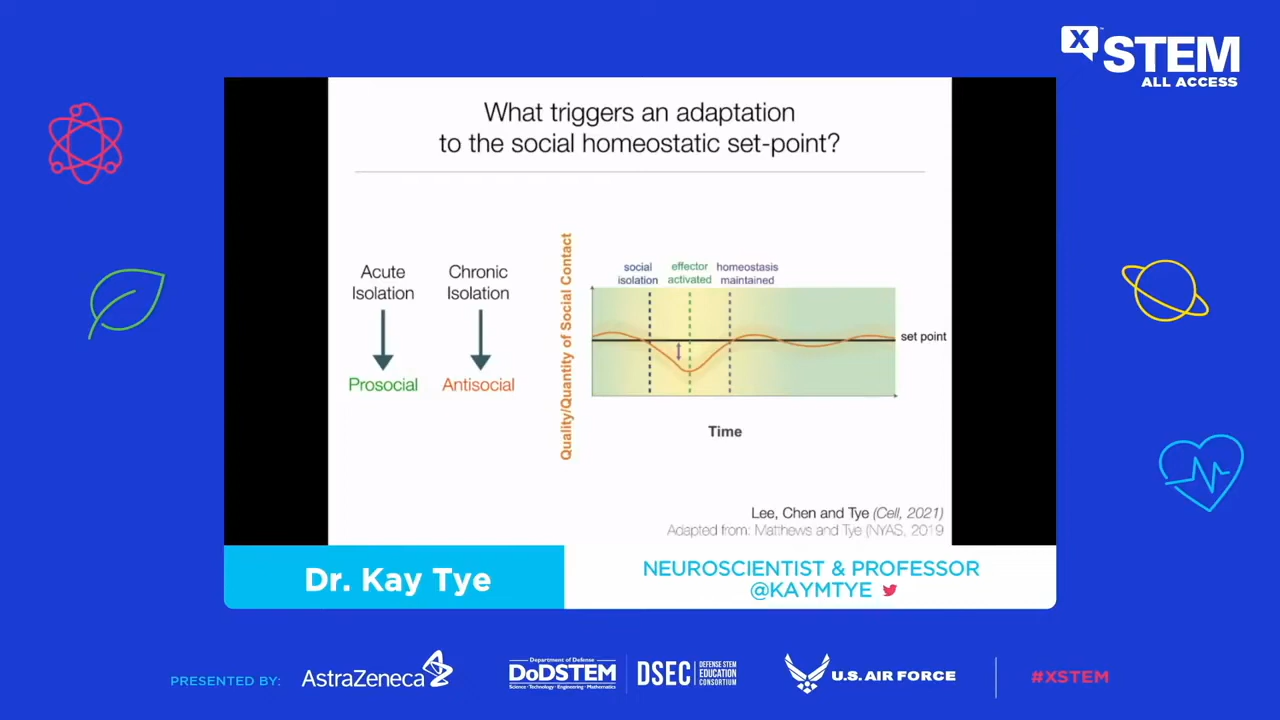 X STEM
ALL ACCESS
What triggers an adaptation
to the social homeostatic set-point?
Acute
Isolation
Prosocial
Chronic
Isolation
Antisocial
Quality/Quantity of Social Contact
social
isolation
effector
activated
homeostasis
maintained
set point
Time
Lee, Chen and Tye (Cell, 2021)
Adapted from: Matthews and Tye (NYAS, 2019
Dr. Kay Tye
NEUROSCIENTIST & PROFESSOR
@KAYMTYE
PRESENTED BY:
AstraZeneca
Department of Defense
DoDSTEM
Science · Technology · Engineering · Mathematics
DSEC
DEFENSE STEM
EDUCATION
CONSORTIUM
U.S. AIR FORCE
#XSTEM